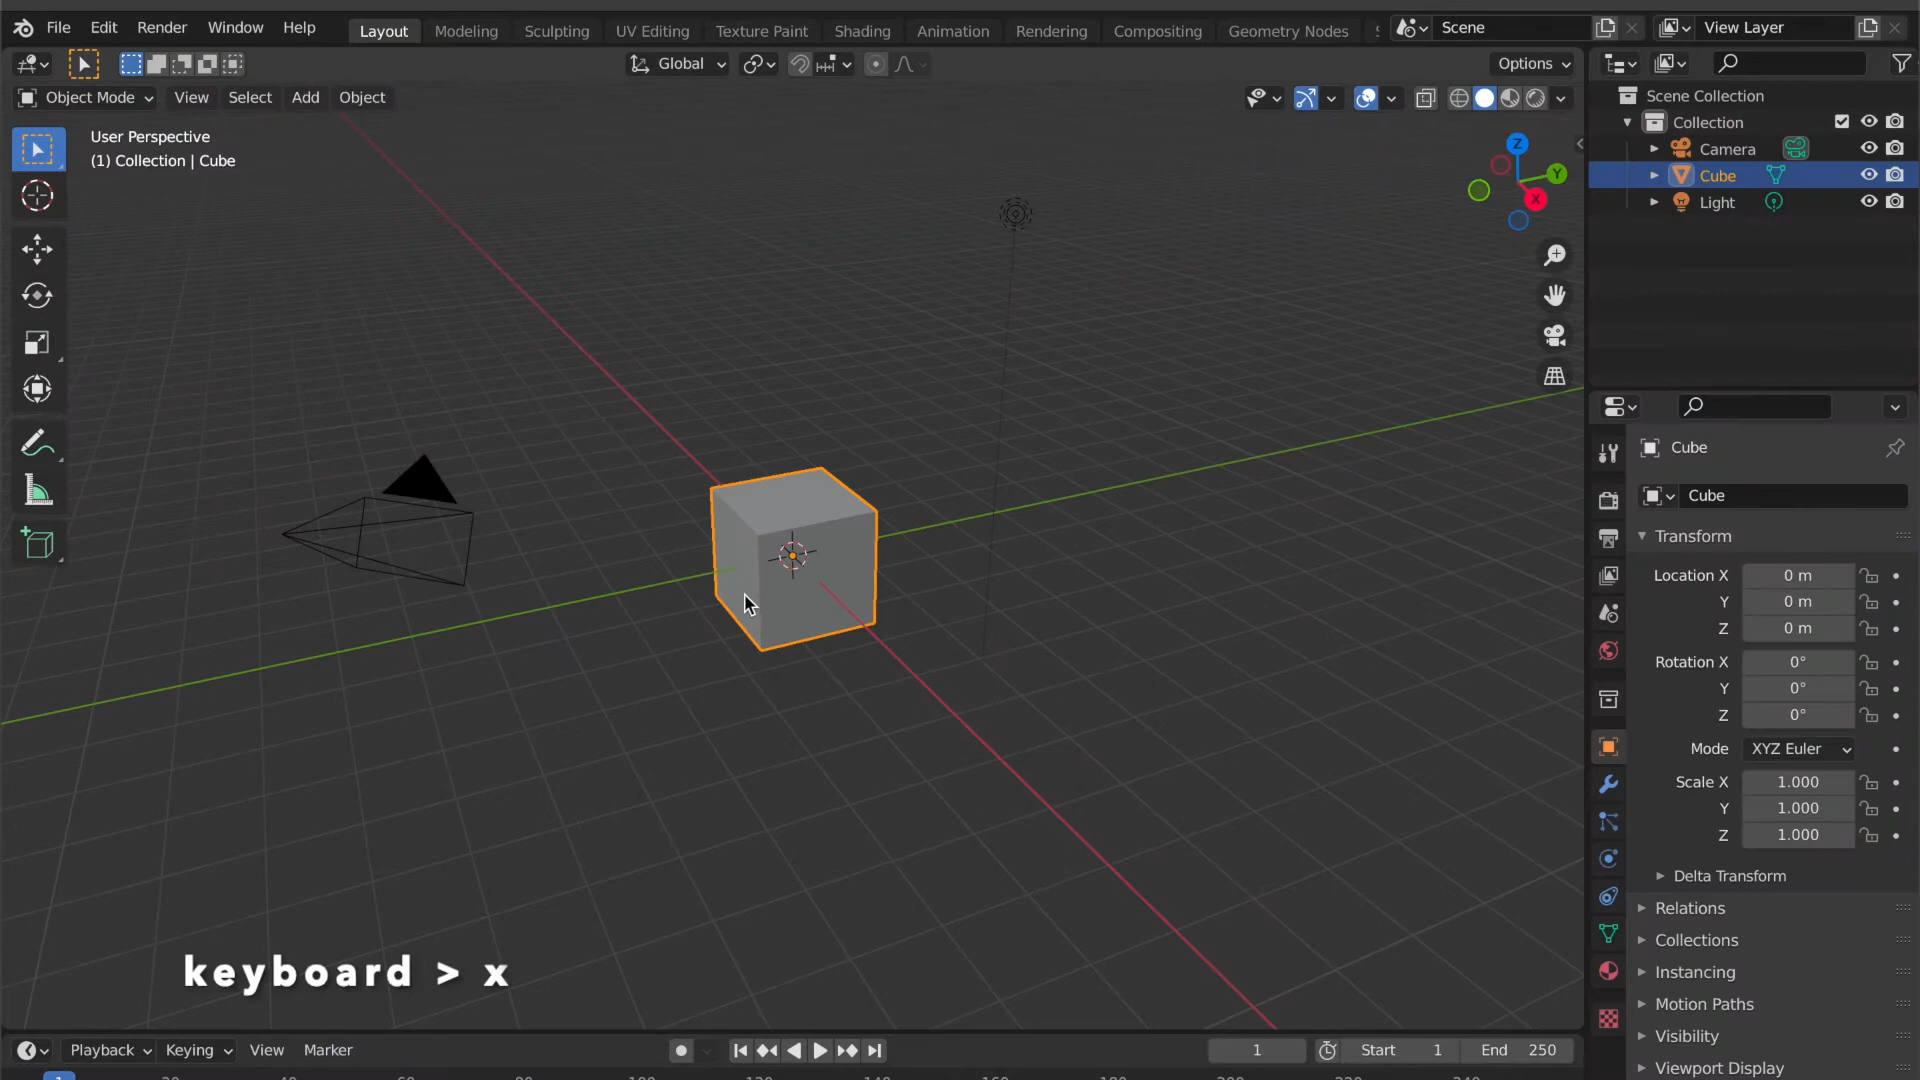 File Edit Render Window Help Layout Modeling Sculpting UV Editing Texture Paint Shading Animation Rendering Compositing Geometry Nodes Scene View Layer
Global Options
Object Mode View Select Add Object
User Perspective
(1) Collection | Cube
Z
Y
X
Scene Collection
Collection
Camera
Cube
Light
Cube
Cube
Transform
Location X 0 m
Y 0 m
Z 0 m
Rotation X 0°
Y 0°
Z 0°
Mode XYZ Euler
Scale X 1.000
Y 1.000
Z 1.000
Delta Transform
Relations
Collections
Instancing
Motion Paths
Visibility
Viewport Display
keyboard > x
Playback Keying View Marker 1 Start 1 End 250